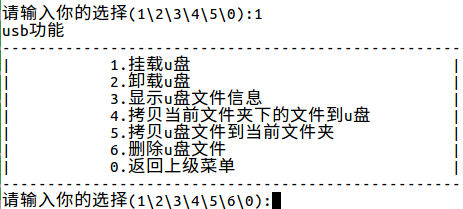 请输入你的选择(1\2\3\4\5\0):1
usb功能
--------------------------------------------------
|          1.挂载u盘                              |
|          2.卸载u盘                              |
|          3.显示u盘文件信息                      |
|          4.拷贝当前文件夹下的文件到u盘          |
|          5.拷贝u盘文件到当前文件夹              |
|          6.删除u盘文件                          |
|          0.返回上级菜单                         |
--------------------------------------------------
请输入你的选择(1\2\3\4\5\6\0):